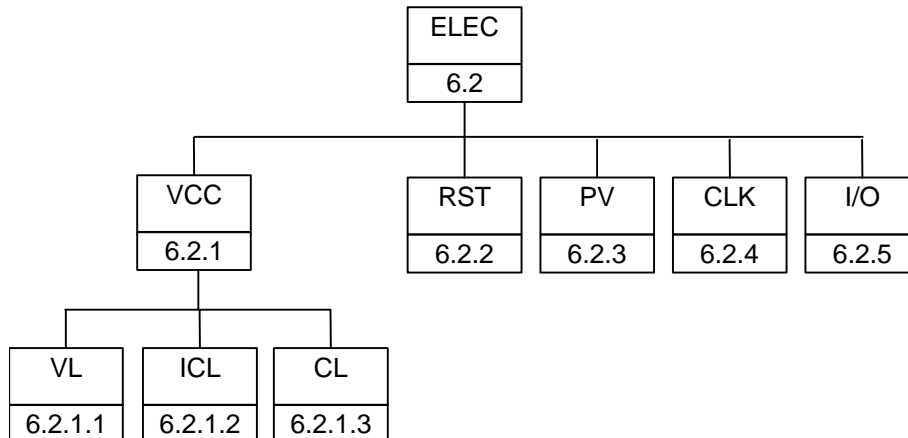 ELEC
6.2
VCC
6.2.1
RST
6.2.2
PV
6.2.3
CLK
6.2.4
I/O
6.2.5
VL
6.2.1.1
ICL
6.2.1.2
CL
6.2.1.3